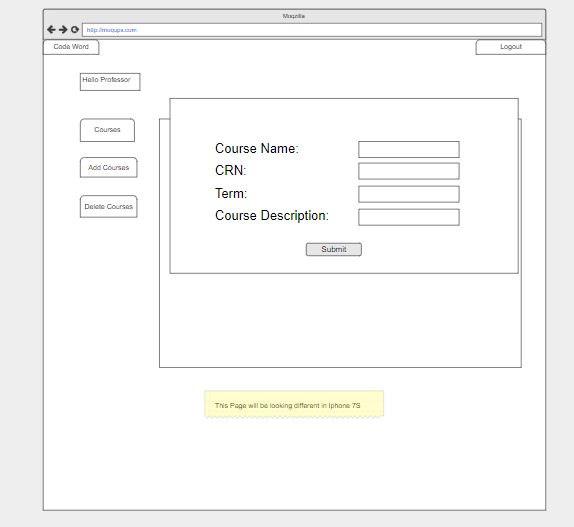 Moqzilla
http://moqups.com
Code Word
Logout
Hello Professor
Courses
Add Courses
Delete Courses
Course Name:
CRN:
Term:
Course Description:
Submit
This Page will be looking different in Iphone 7S